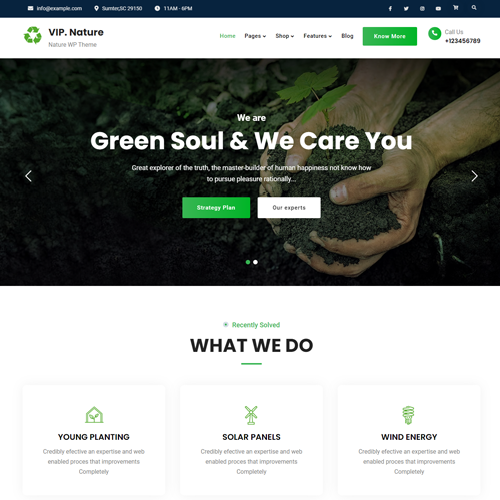 info@example.com Sumter,SC 29150 11AM - 6PM
VIP. Nature
Nature WP Theme
Home Pages Shop Features Blog Know More
Call Us
+123456789
We are
Green Soul & We Care You
Great explorer of the truth, the master-builder of human happiness not know how
to pursue pleasure rationally...
Strategy Plan Our experts
Recently Solved
WHAT WE DO
YOUNG PLANTING
Credibly efective an expertise and web
enabled proces that improvements
Completely
SOLAR PANELS
Credibly efective an expertise and web
enabled proces that improvements
Completely
WIND ENERGY
Credibly efective an expertise and web
enabled proces that improvements
Completely